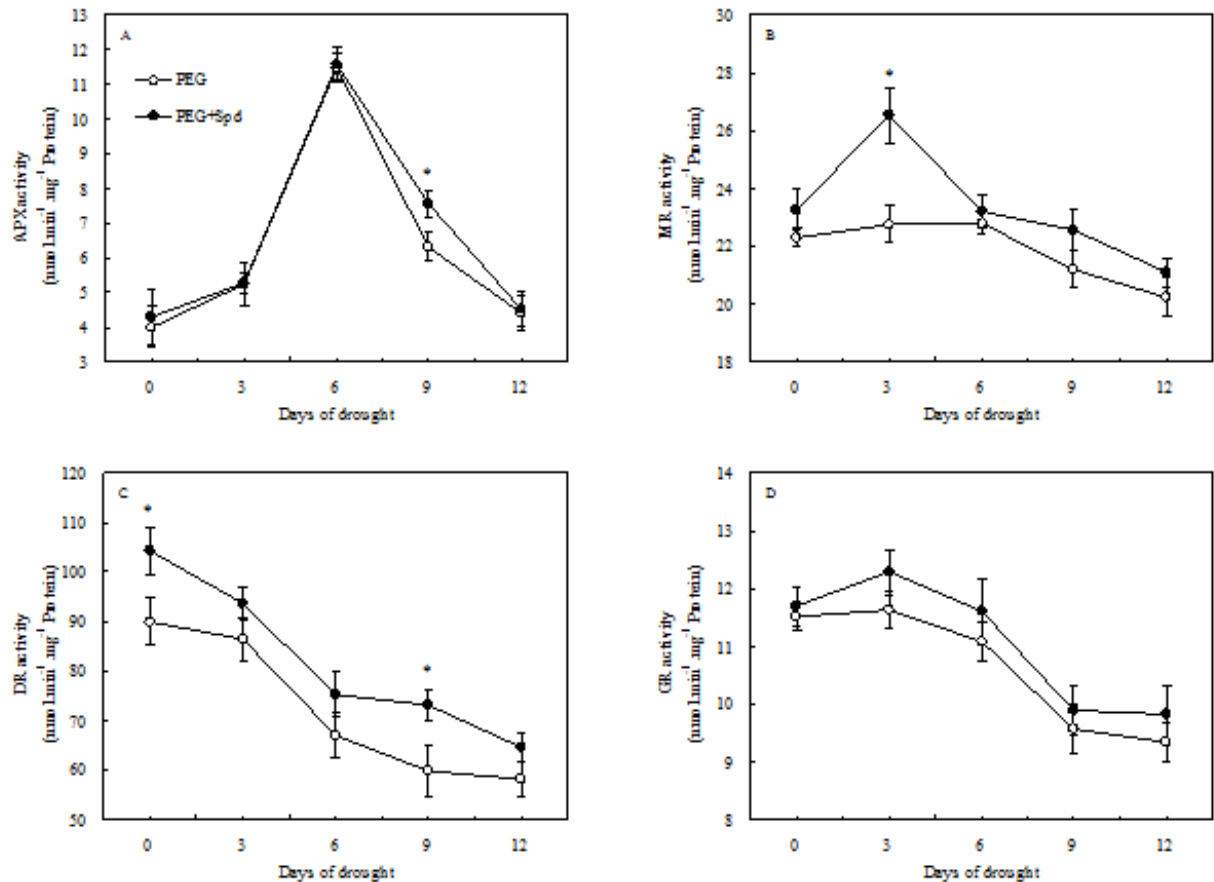 A
13
12
11
10
9
8
7
6
5
4
3
APX activity
(nmol.min⁻¹.mg⁻¹ Protein)
PEG
PEG+Spd
*
0 3 6 9 12
Days of drought
B
30
28
26
24
22
20
18
MR activity
(nmol.min⁻¹.mg⁻¹ Protein)
*
0 3 6 9 12
Days of drought
C
120
110
100
90
80
70
60
50
DR activity
(nmol.min⁻¹.mg⁻¹ Protein)
*
*
0 3 6 9 12
Days of drought
D
14
13
12
11
10
9
8
GR activity
(nmol.min⁻¹.mg⁻¹ Protein)
0 3 6 9 12
Days of drought